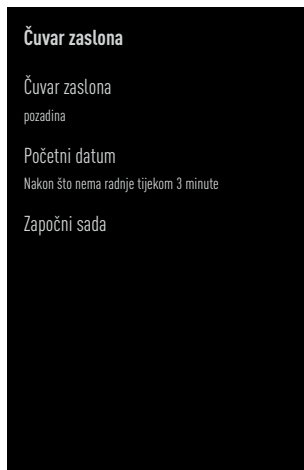 Čuvar zaslona
Čuvar zaslona
pozadina
Početni datum
Nakon što nema radnje tijekom 3 minute
Započni sada